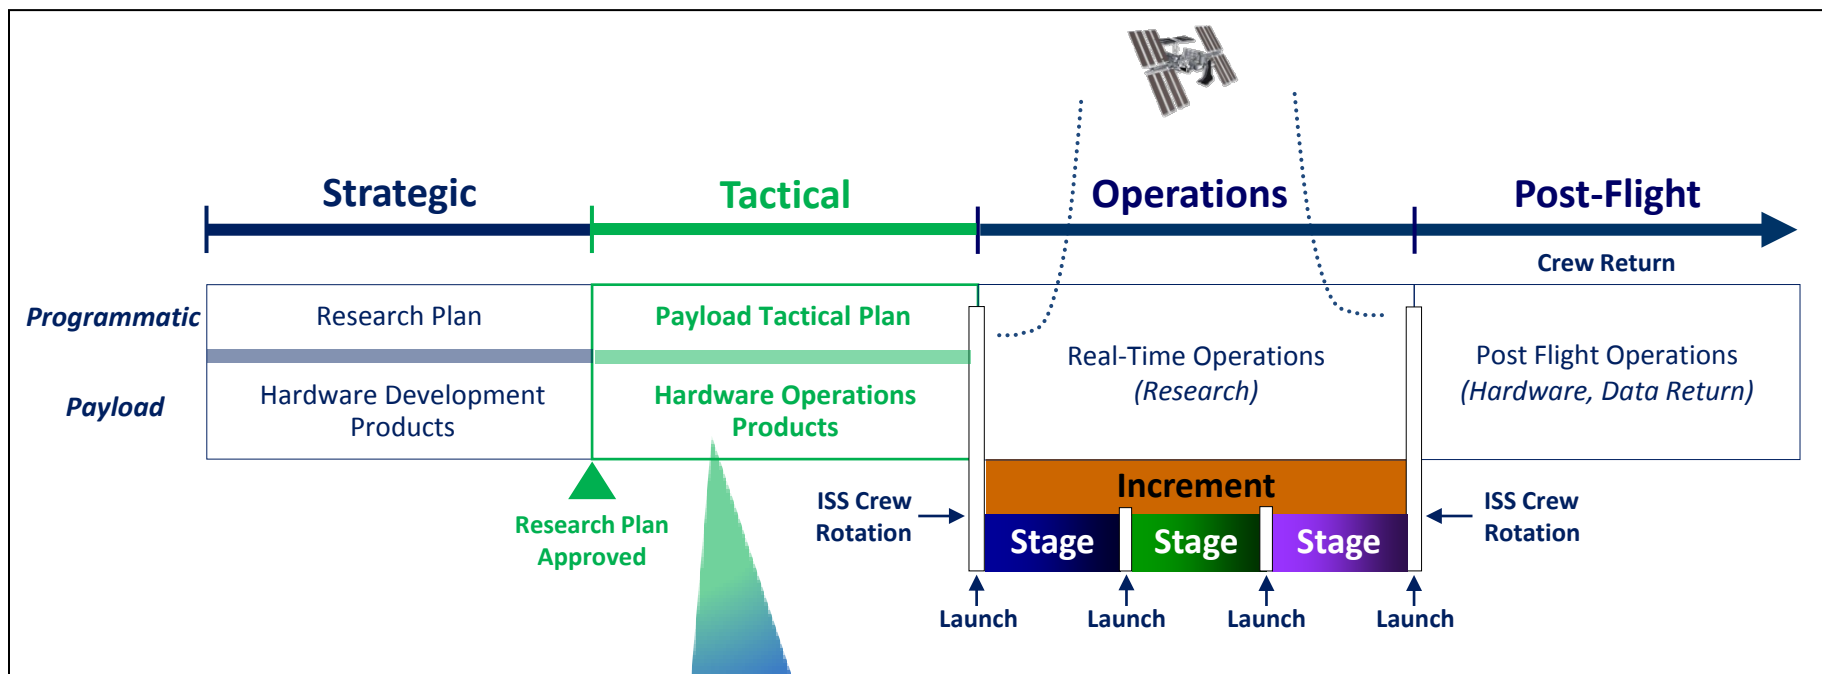 Strategic
Tactical
Operations
Post-Flight
Crew Return
Programmatic
Research Plan
Payload Tactical Plan
Real-Time Operations
(Research)
Post Flight Operations
(Hardware, Data Return)
Payload
Hardware Development
Products
Hardware Operations
Products
Research Plan
Approved
ISS Crew
Rotation
Increment
Stage
Stage
Stage
ISS Crew
Rotation
Launch
Launch
Launch
Launch